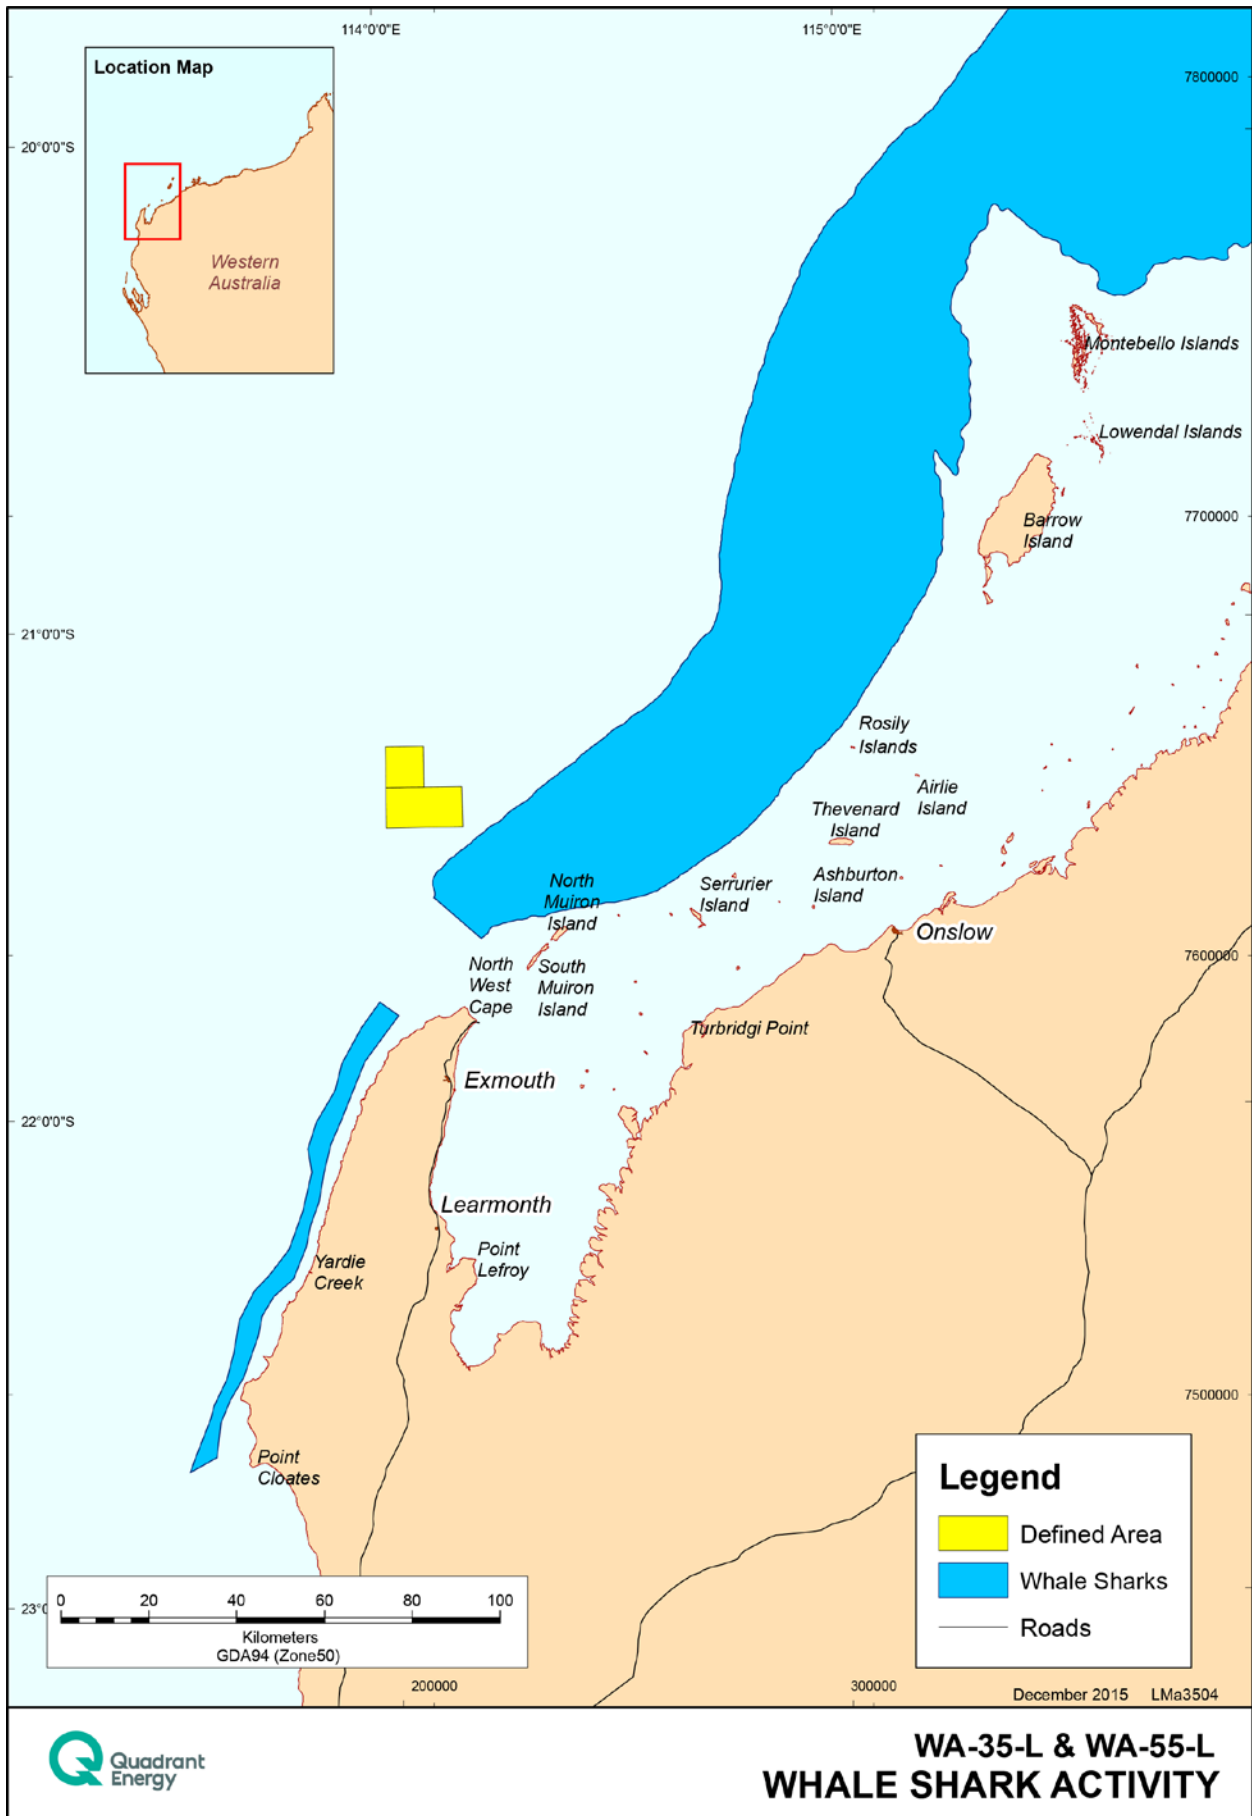 114°0'0"E
115°0'0"E
Location Map
7800000
20°0'0"S
Western
Australia
Montebello Islands
Lowendal Islands
7700000
Barrow
Island
21°0'0"S
Rosily
Islands
Airlie
Island
Thevenard
Island
North
Muiron
Island
Serrurier
Island
Ashburton
Island
Onslow
7600000
North
West
Cape
South
Muiron
Island
Turbridgi Point
Exmouth
22°0'0"S
Learmonth
Point
Lefroy
Yardie
Creek
7500000
Point
Cloates
Legend
Defined Area
Whale Sharks
Roads
23°0
0 20 40 60 80 100
Kilometers
GDA94 (Zone50)
200000
300000
December 2015 LMa3504
Quadrant
Energy
WA-35-L & WA-55-L
WHALE SHARK ACTIVITY